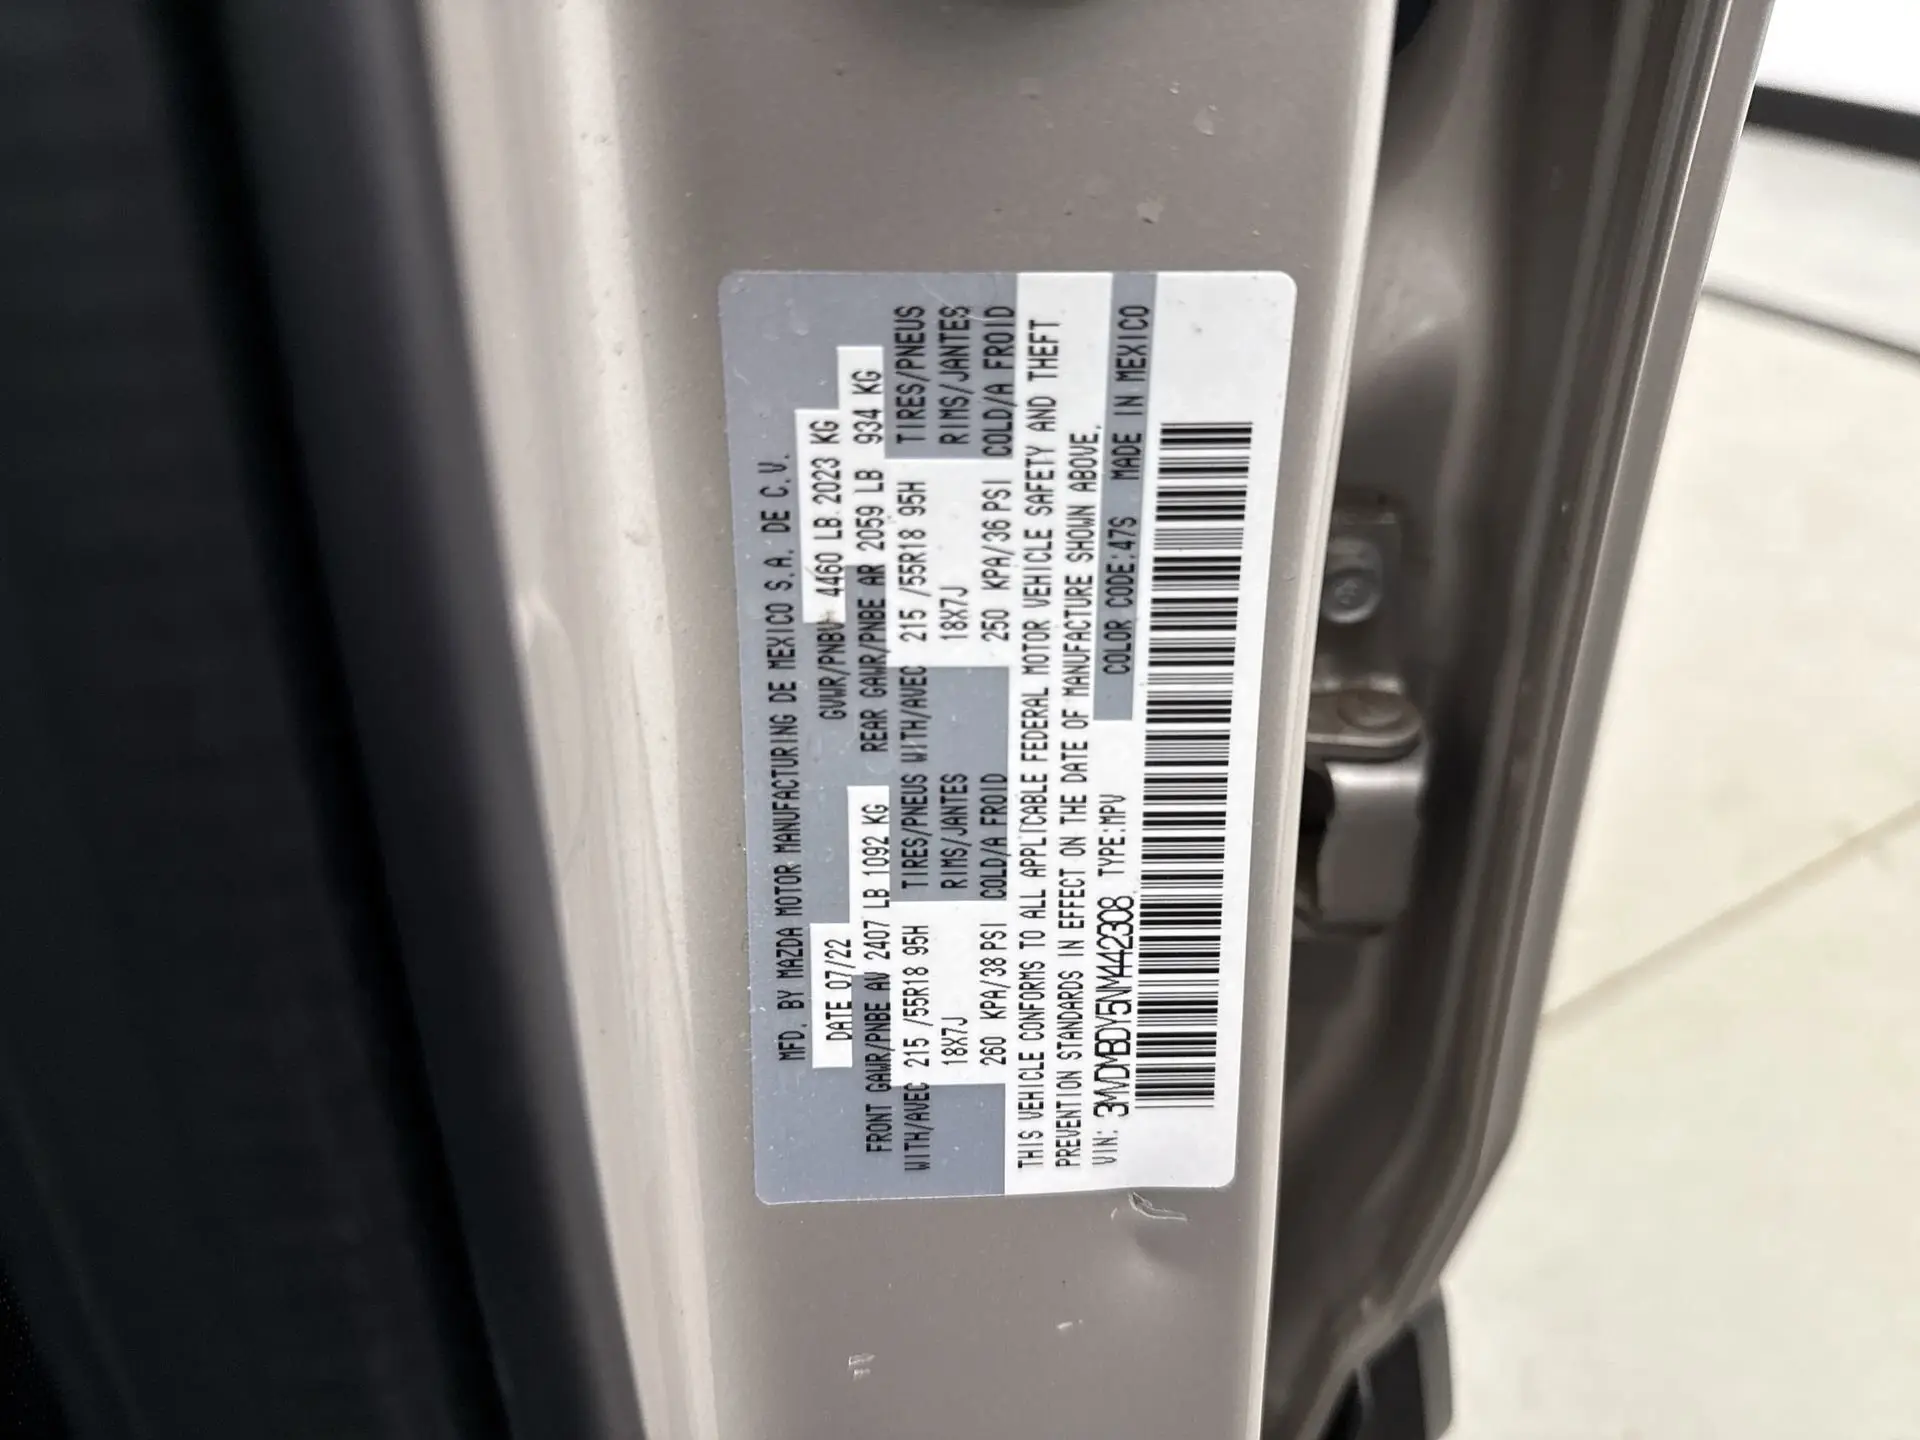 MFD. BY MAZDA MOTOR MANUFACTURING DE MEXICO S.A. DE C.V.
DATE 07/22 GVWR/PNBV 4460 LB 2023 KG
FRONT GAWR/PNBE AV 2407 LB 1092 KG REAR GAWR/PNBE AR 2059 LB 934 KG
WITH/AVEC 215 /55R18 95H TIRES/PNEUS WITH/AVEC 215 /55R18 95H TIRES/PNEUS
18X7J RIMS/JANTES 18X7J RIMS/JANTES
260 KPA/38 PSI COLD/A FROID 250 KPA/36 PSI COLD/A FROID
THIS VEHICLE CONFORMS TO ALL APPLICABLE FEDERAL MOTOR VEHICLE SAFETY AND THEFT
PREVENTION STANDARDS IN EFFECT ON THE DATE OF MANUFACTURE SHOWN ABOVE.
VIN: 3MVDMBDY5NM442308 TYPE:MPV COLOR CODE:47S MADE IN MEXICO